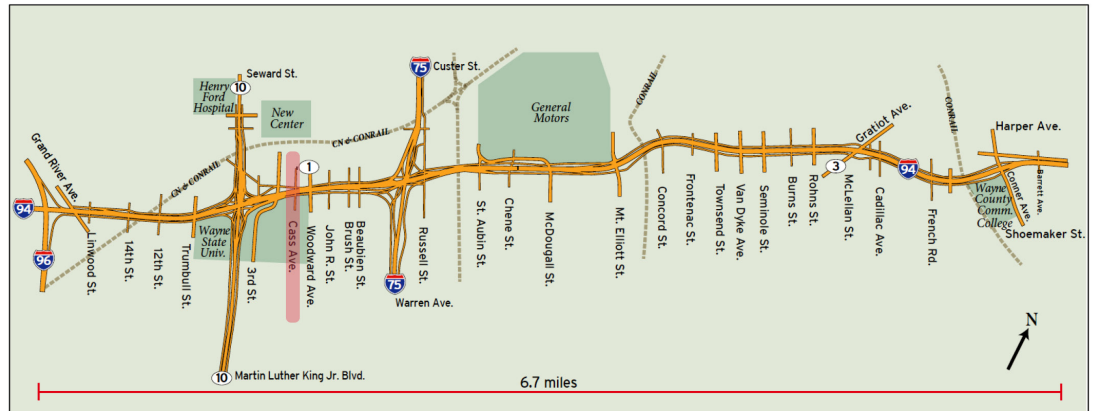 Seward St.
10
Henry
Ford
Hospital
New
Center
75
Custer St.
CN & CONRAIL
CN & CONRAIL
General
Motors
CONRAIL
Gratiot Ave.
3
94
CONRAIL
Harper Ave.
Wayne
County
Comm.
College
Conner Ave.
Barrett Ave.
Shoemaker St.
Grand River Ave.
94
96
Linwood St.
14th St.
12th St.
Trumbull St.
Wayne
State
Univ.
3rd St.
Cass Ave.
1
Woodward Ave.
John R. St.
Brush St.
Beaubien St.
75
Warren Ave.
Russell St.
St. Aubin St.
Chene St.
McDougall St.
Mt. Elliott St.
Concord St.
Frontenac St.
Townsend St.
Van Dyke Ave.
Seminole St.
Burns St.
Rohns St.
McLellan St.
Cadillac Ave.
French Rd.
10
Martin Luther King Jr. Blvd.
N
6.7 miles